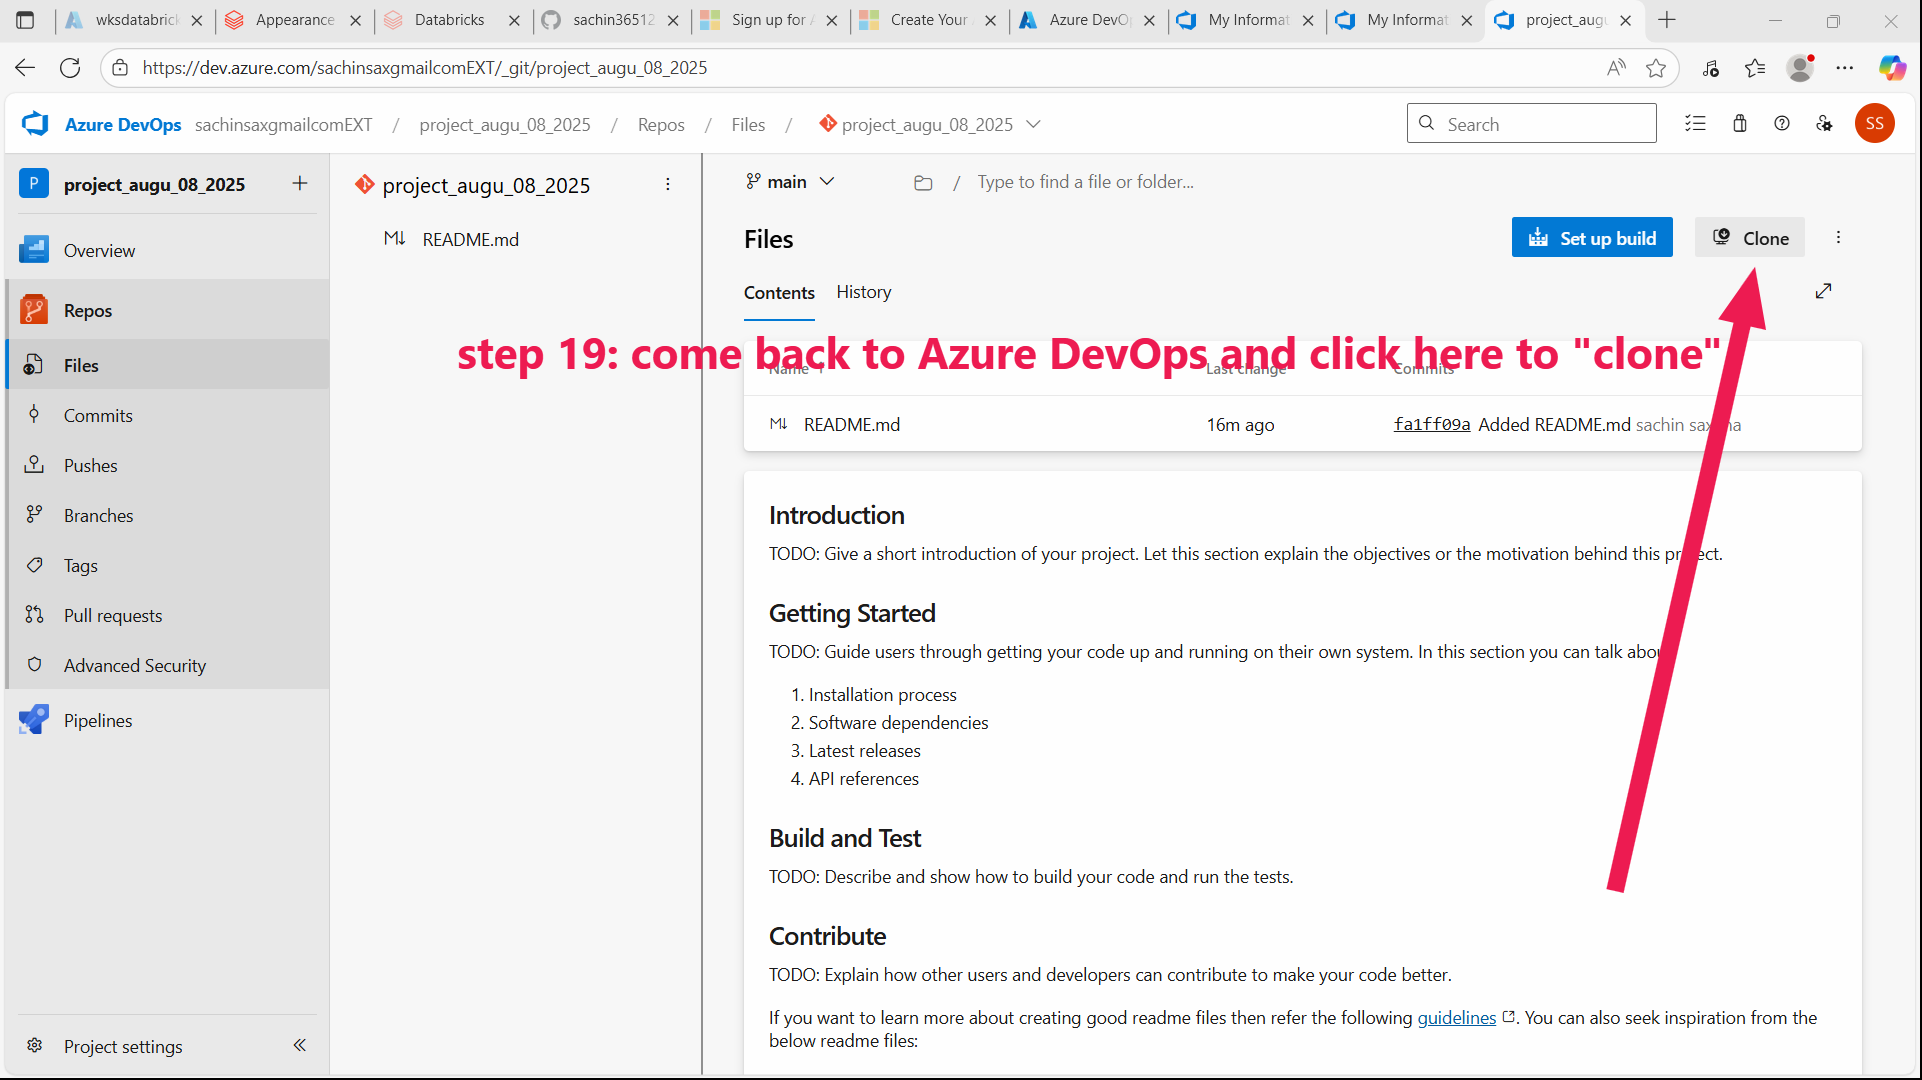 wksdatabrick
Appearance
Databricks
sachin36512
Sign up for A
Create Your A
Azure DevOp
My Informat
My Informat
project_augu
https://dev.azure.com/sachinsaxgmailcomEXT/_git/project_augu_08_2025
Azure DevOps sachinsaxgmailcomEXT / project_augu_08_2025 / Repos / Files / project_augu_08_2025
Search
SS
P project_augu_08_2025 +
Overview
Repos
Files
Commits
Pushes
Branches
Tags
Pull requests
Advanced Security
Pipelines
Project settings
project_augu_08_2025
README.md
main
/ Type to find a file or folder...
Files
Set up build
Clone
Contents History
step 19: come back to Azure DevOps and click here to "clone"
Name ↑ Last change Commits
README.md 16m ago fa1ff09a Added README.md sachin saxena
Introduction
TODO: Give a short introduction of your project. Let this section explain the objectives or the motivation behind this project.
Getting Started
TODO: Guide users through getting your code up and running on their own system. In this section you can talk about
1. Installation process
2. Software dependencies
3. Latest releases
4. API references
Build and Test
TODO: Describe and show how to build your code and run the tests.
Contribute
TODO: Explain how other users and developers can contribute to make your code better.
If you want to learn more about creating good readme files then refer the following guidelines. You can also seek inspiration from the
below readme files: